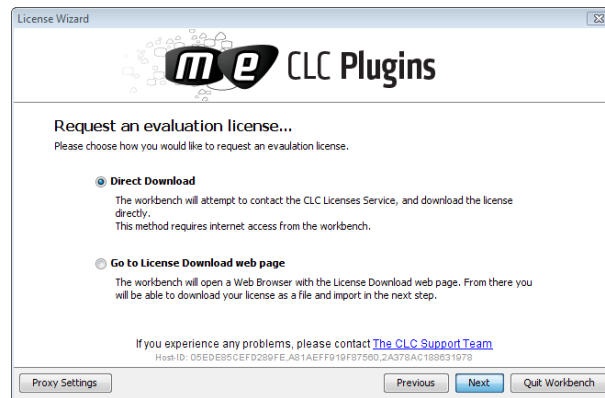 License Wizard
me CLC Plugins
Request an evaluation license...
Please choose how you would like to request an evaulation license.
Direct Download
The workbench will attempt to contact the CLC Licenses Service, and download the license
directly.
This method requires internet access from the workbench.
Go to License Download web page
The workbench will open a Web Browser with the License Download web page. From there you
will be able to download your license as a file and import in the next step.
If you experience any problems, please contact The CLC Support Team
Host-ID: 05EDE85CEFD289FE,A81AEFF919F87560,2A378AC188631978
Proxy Settings
Previous
Next
Quit Workbench